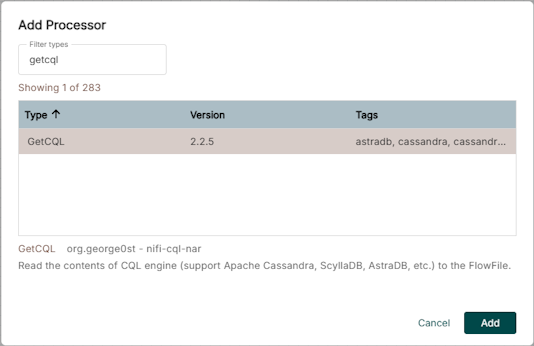 Add Processor
Filter types
getcql
Showing 1 of 283
Type Version Tags
GetCQL 2.2.5 astradb, cassandra, cassandr...
GetCQL org.george0st - nifi-cql-nar
Read the contents of CQL engine (support Apache Cassandra, ScyllaDB, AstraDB, etc.) to the FlowFile.
Cancel Add